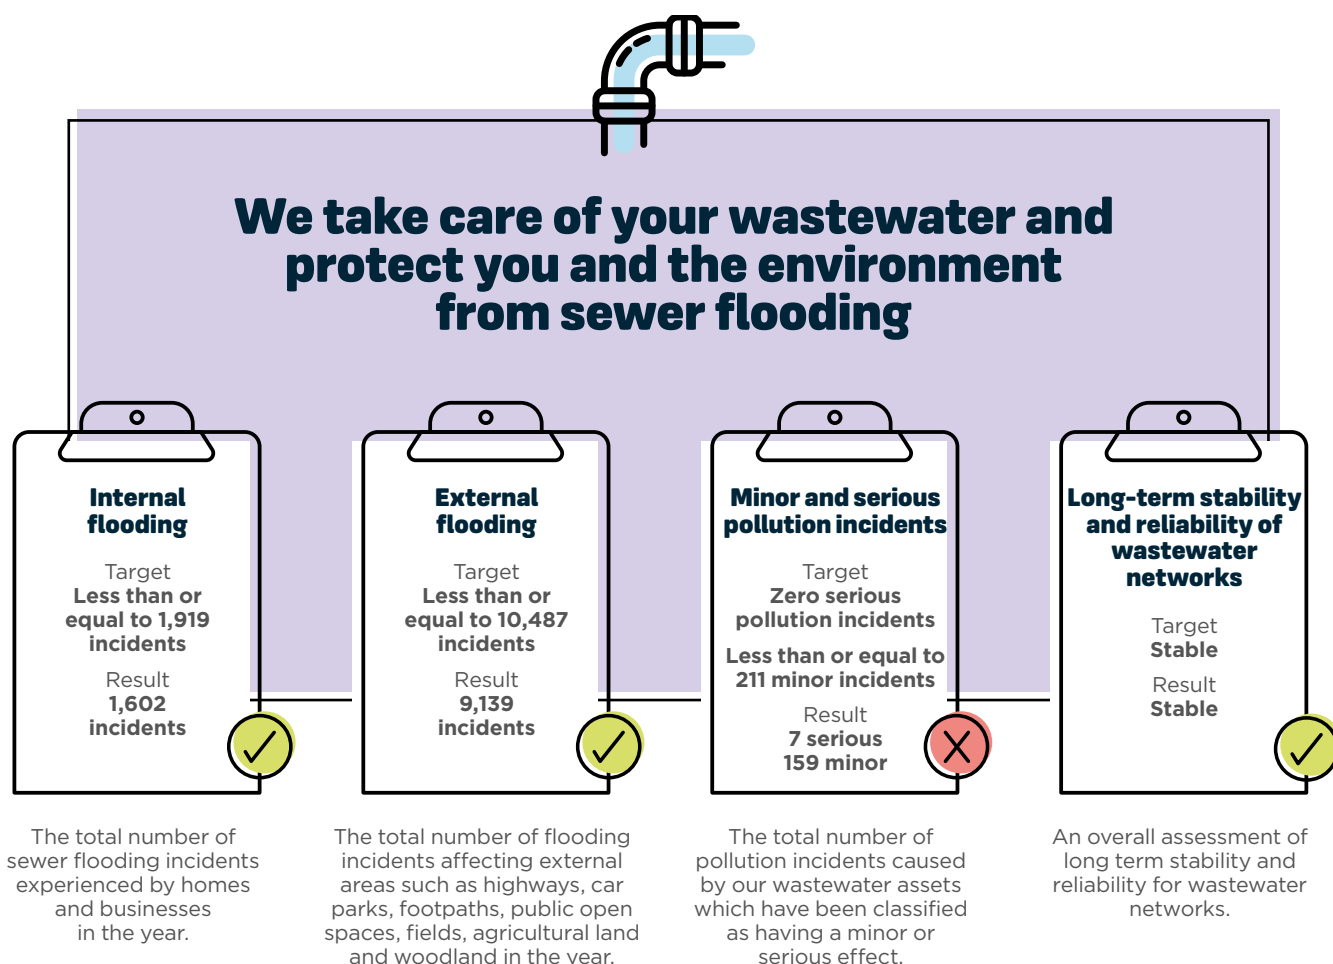 We take care of your wastewater and
protect you and the environment
from sewer flooding
Internal
flooding
Target
Less than or
equal to 1,919
incidents
Result
1,602
incidents
The total number of
sewer flooding incidents
experienced by homes
and businesses
in the year.
External
flooding
Target
Less than or
equal to 10,487
incidents
Result
9,139
incidents
The total number of flooding
incidents affecting external
areas such as highways, car
parks, footpaths, public open
spaces, fields, agricultural land
and woodland in the year.
Minor and serious
pollution incidents
Target
Zero serious
pollution incidents
Less than or equal to
211 minor incidents
Result
7 serious
159 minor
The total number of
pollution incidents caused
by our wastewater assets
which have been classified
as having a minor or
serious effect.
Long-term stability
and reliability of
wastewater
networks
Target
Stable
Result
Stable
An overall assessment of
long term stability and
reliability for wastewater
networks.